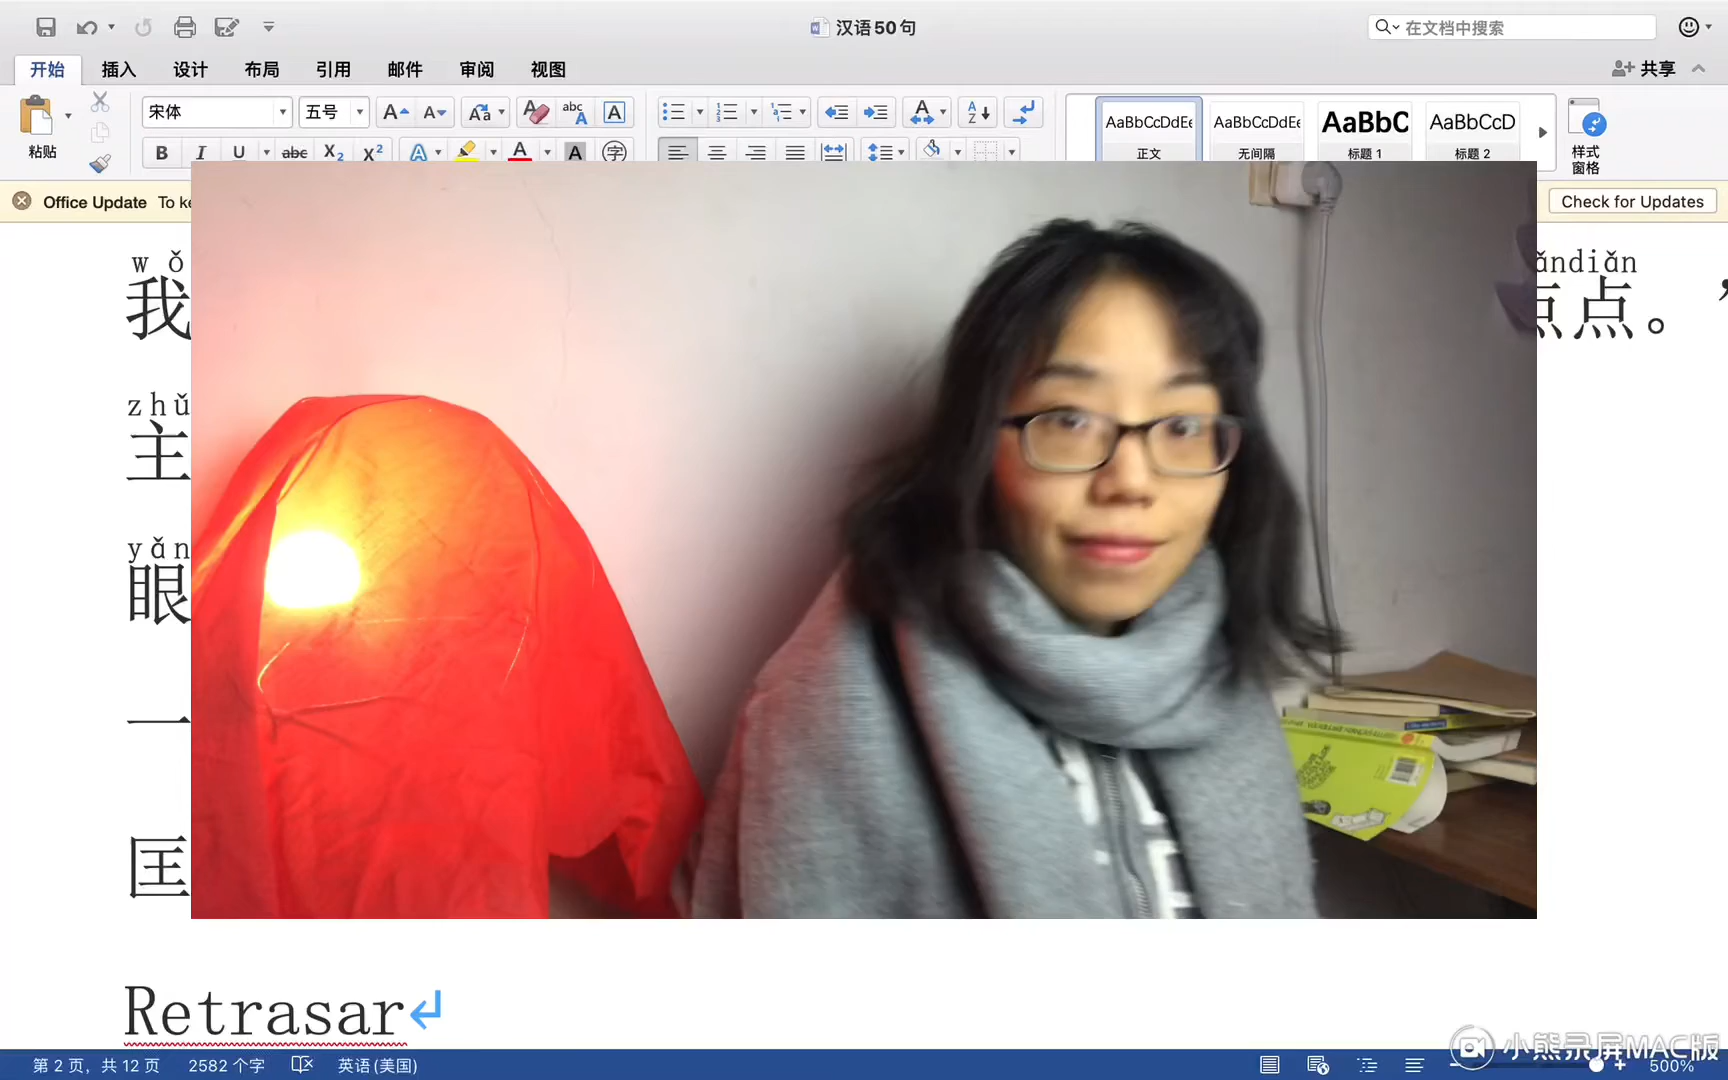 汉语50句
在文档中搜索
开始 插入 设计 布局 引用 邮件 审阅 视图
共享
粘贴
宋体 五号
AaBbCcDdEe AaBbCcDdEe AaBbC AaBbCcD
正文 无间隔 标题 1 标题 2
样式
窗格
Office Update To ke
Check for Updates
wǒ ǎndiǎn
我 点点。
zhǔ
主
yǎn
眼
一
匡
Retrasar
第 2 页，共 12 页 2582 个字 英语(美国)
500%
小熊录屏MAC版